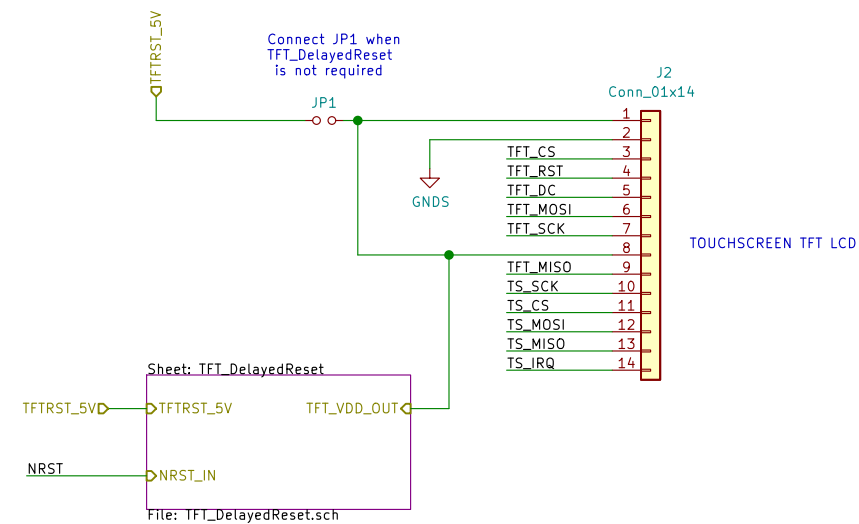 TFTRST_5V
Connect JP1 when
TFT_DelayedReset
is not required
JP1
J2
Conn_01x14
1
2
TFT_CS 3
TFT_RST 4
GNDS
TFT_DC 5
TFT_MOSI 6
TFT_SCK 7
8
TOUCHSCREEN TFT LCD
TFT_MISO 9
TS_SCK 10
TS_CS 11
TS_MOSI 12
TS_MISO 13
TS_IRQ 14
Sheet: TFT_DelayedReset
TFTRST_5V TFTRST_5V TFT_VDD_OUT
NRST NRST_IN
File: TFT_DelayedReset.sch